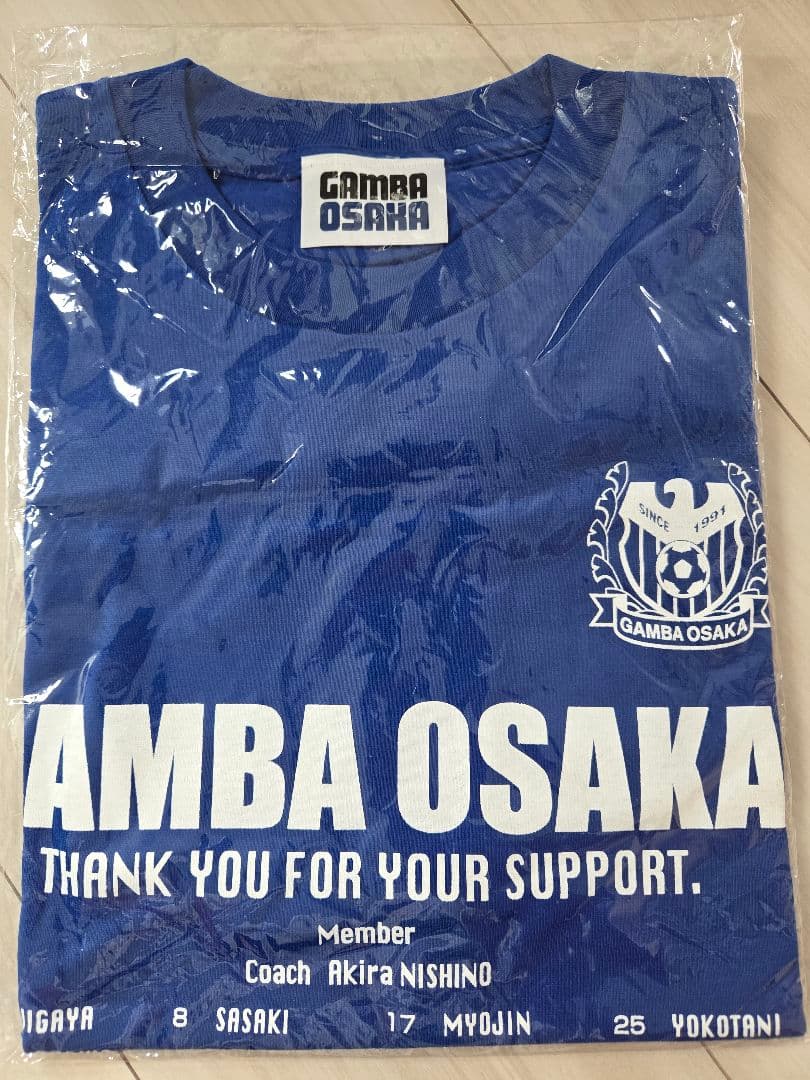 GAMBA
OSAKA
SINCE 1991
GAMBA OSAKA
AMBA OSAKA
THANK YOU FOR YOUR SUPPORT.
Member
Coach Akira NISHINO
IGAYA 8 SASAKI 17 MYOJIN 25 YOKOTANI